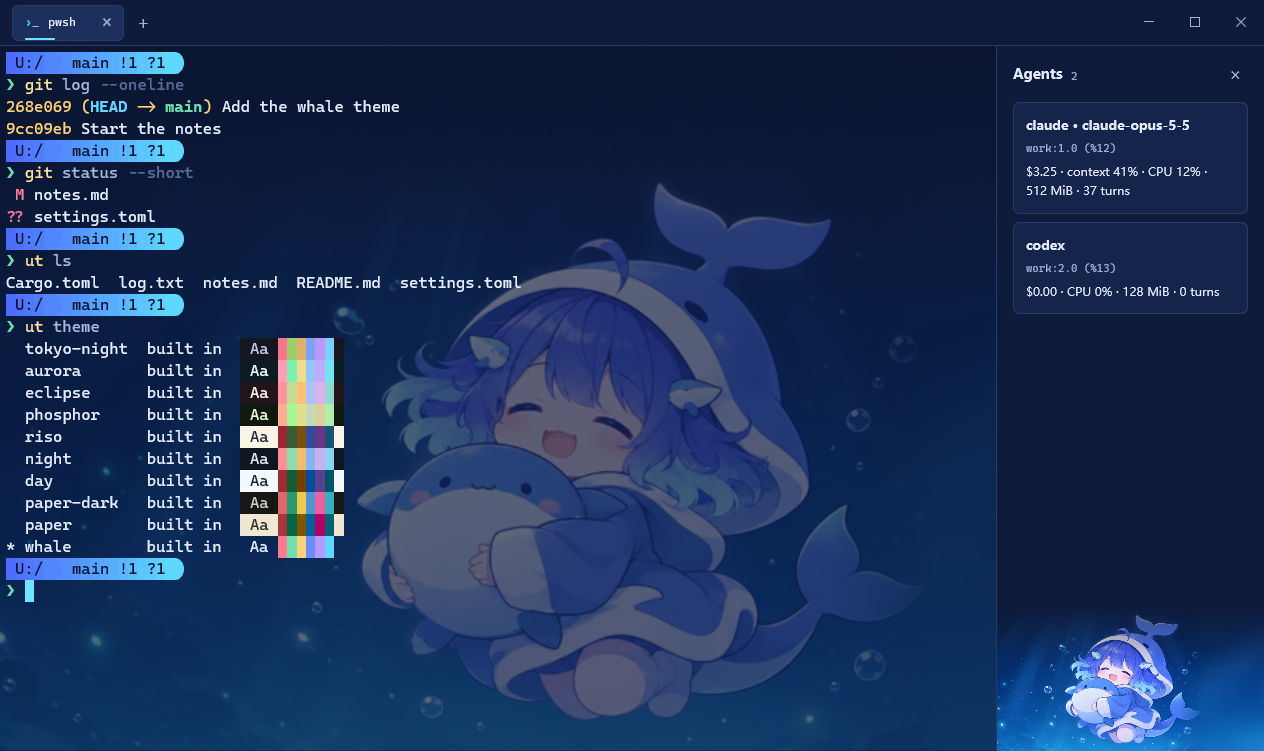 pwsh
U:/ main !1 ?1
❯ git log --oneline
268e069 (HEAD -> main) Add the whale theme
9cc09eb Start the notes
U:/ main !1 ?1
❯ git status --short
M notes.md
?? settings.toml
U:/ main !1 ?1
❯ ut ls
Cargo.toml log.txt notes.md README.md settings.toml
U:/ main !1 ?1
❯ ut theme
tokyo-night built in Aa
aurora built in Aa
eclipse built in Aa
phosphor built in Aa
riso built in Aa
night built in Aa
day built in Aa
paper-dark built in Aa
paper built in Aa
* whale built in Aa
U:/ main !1 ?1
❯
Agents 2
claude • claude-opus-5-5
work:1.0 (%12)
$3.25 · context 41% · CPU 12% ·
512 MiB · 37 turns
codex
work:2.0 (%13)
$0.00 · CPU 0% · 128 MiB · 0 turns